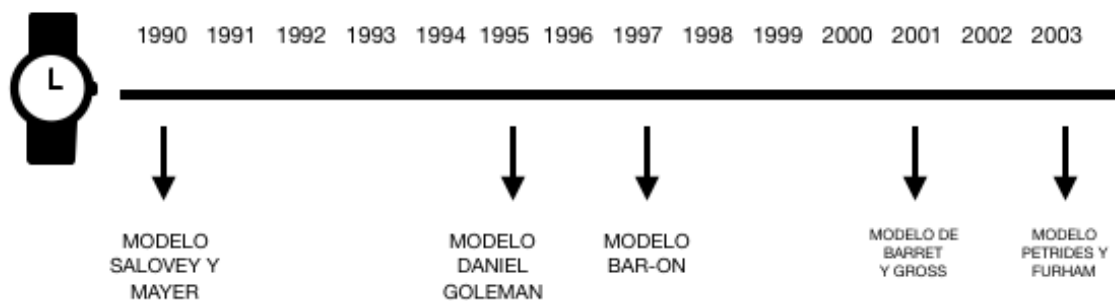 1990 1991 1992 1993 1994 1995 1996 1997 1998 1999 2000 2001 2002 2003
MODELO
SALOVEY Y
MAYER
MODELO
DANIEL
GOLEMAN
MODELO
BAR-ON
MODELO DE
BARRET
Y GROSS
MODELO
PETRIDES Y
FURHAM